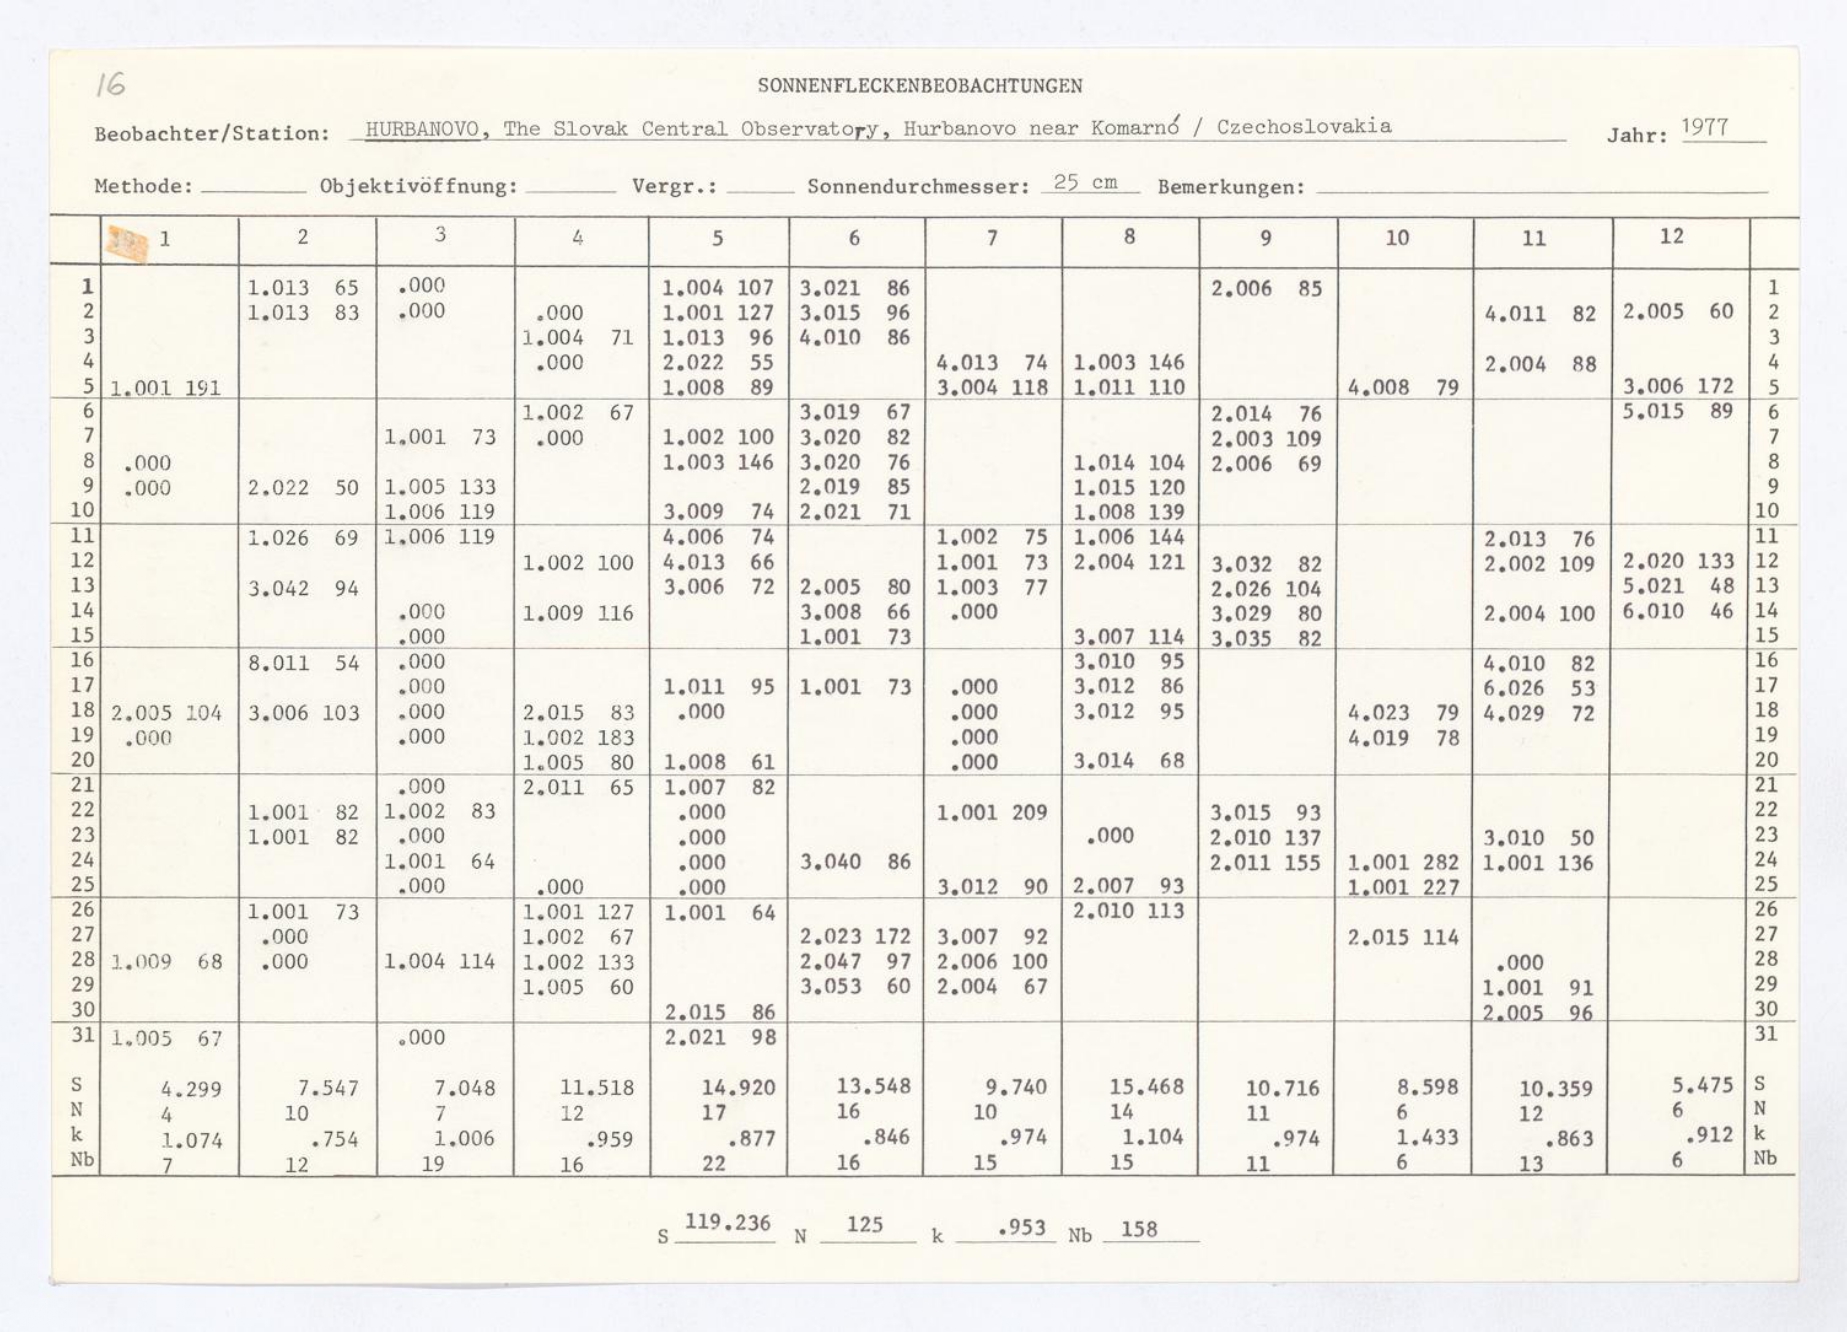 16
SONNENFLECKENBEOBACHTUNGEN
Beobachter/Station: HURBANOVO, The Slovak Central Observatory, Hurbanovo near Komarnó / Czechoslovakia Jahr: 1977
Methode: Objektivöffnung: Vergr.: Sonnendurchmesser: 25 cm Bemerkungen:
1 2 3 4 5 6 7 8 9 10 11 12
1 1.013 65 .000 1.004 107 3.021 86 2.006 85 1
2 1.013 83 .000 .000 1.001 127 3.015 96 4.011 82 2.005 60 2
3 1.004 71 1.013 96 4.010 86 3
4 .000 2.022 55 4.013 74 1.003 146 2.004 88 4
5 1.001 191 1.008 89 3.004 118 1.011 110 4.008 79 3.006 172 5
6 1.002 67 3.019 67 2.014 76 5.015 89 6
7 1.001 73 .000 1.002 100 3.020 82 2.003 109 7
8 .000 1.003 146 3.020 76 1.014 104 2.006 69 8
9 .000 2.022 50 1.005 133 2.019 85 1.015 120 9
10 1.006 119 3.009 74 2.021 71 1.008 139 10
11 1.026 69 1.006 119 4.006 74 1.002 75 1.006 144 2.013 76 11
12 1.002 100 4.013 66 1.001 73 2.004 121 3.032 82 2.002 109 2.020 133 12
13 3.042 94 3.006 72 2.005 80 1.003 77 2.026 104 5.021 48 13
14 .000 1.009 116 3.008 66 .000 3.029 80 2.004 100 6.010 46 14
15 .000 1.001 73 3.007 114 3.035 82 15
16 8.011 54 .000 3.010 95 4.010 82 16
17 .000 1.011 95 1.001 73 .000 3.012 86 6.026 53 17
18 2.005 104 3.006 103 .000 2.015 83 .000 .000 3.012 95 4.023 79 4.029 72 18
19 .000 .000 1.002 183 .000 4.019 78 19
20 1.005 80 1.008 61 .000 3.014 68 20
21 .000 2.011 65 1.007 82 21
22 1.001 82 1.002 83 .000 1.001 209 3.015 93 22
23 1.001 82 .000 .000 .000 2.010 137 3.010 50 23
24 1.001 64 .000 3.040 86 2.011 155 1.001 282 1.001 136 24
25 .000 .000 .000 3.012 90 2.007 93 1.001 227 25
26 1.001 73 1.001 127 1.001 64 2.010 113 26
27 .000 1.002 67 2.023 172 3.007 92 2.015 114 27
28 1.009 68 .000 1.004 114 1.002 133 2.047 97 2.006 100 .000 28
29 1.005 60 3.053 60 2.004 67 1.001 91 29
30 2.015 86 2.005 96 30
31 1.005 67 .000 2.021 98 31
S 4.299 7.547 7.048 11.518 14.920 13.548 9.740 15.468 10.716 8.598 10.359 5.475 S
N 4 10 7 12 17 16 10 14 11 6 12 6 N
k 1.074 .754 1.006 .959 .877 .846 .974 1.104 .974 1.433 .863 .912 k
Nb 7 12 19 16 22 16 15 15 11 6 13 6 Nb
S 119.236 N 125 k .953 Nb 158